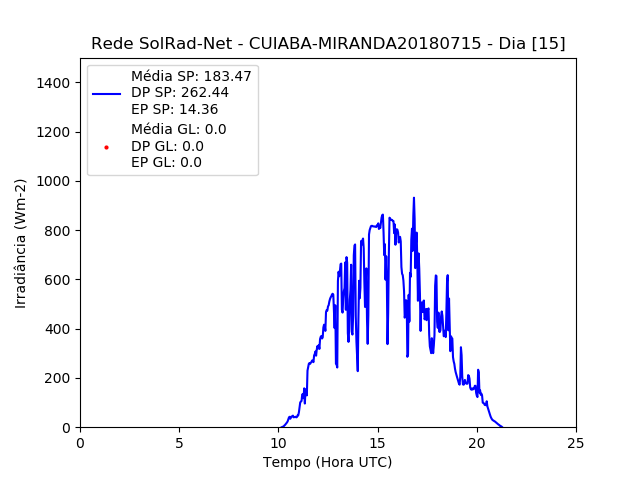 Rede SolRad-Net - CUIABA-MIRANDA20180715 - Dia [15]
Média SP: 183.47
DP SP: 262.44
EP SP: 14.36
Média GL: 0.0
DP GL: 0.0
EP GL: 0.0
1400
1200
1000
800
600
400
200
0
Irradiância (Wm-2)
0 5 10 15 20 25
Tempo (Hora UTC)